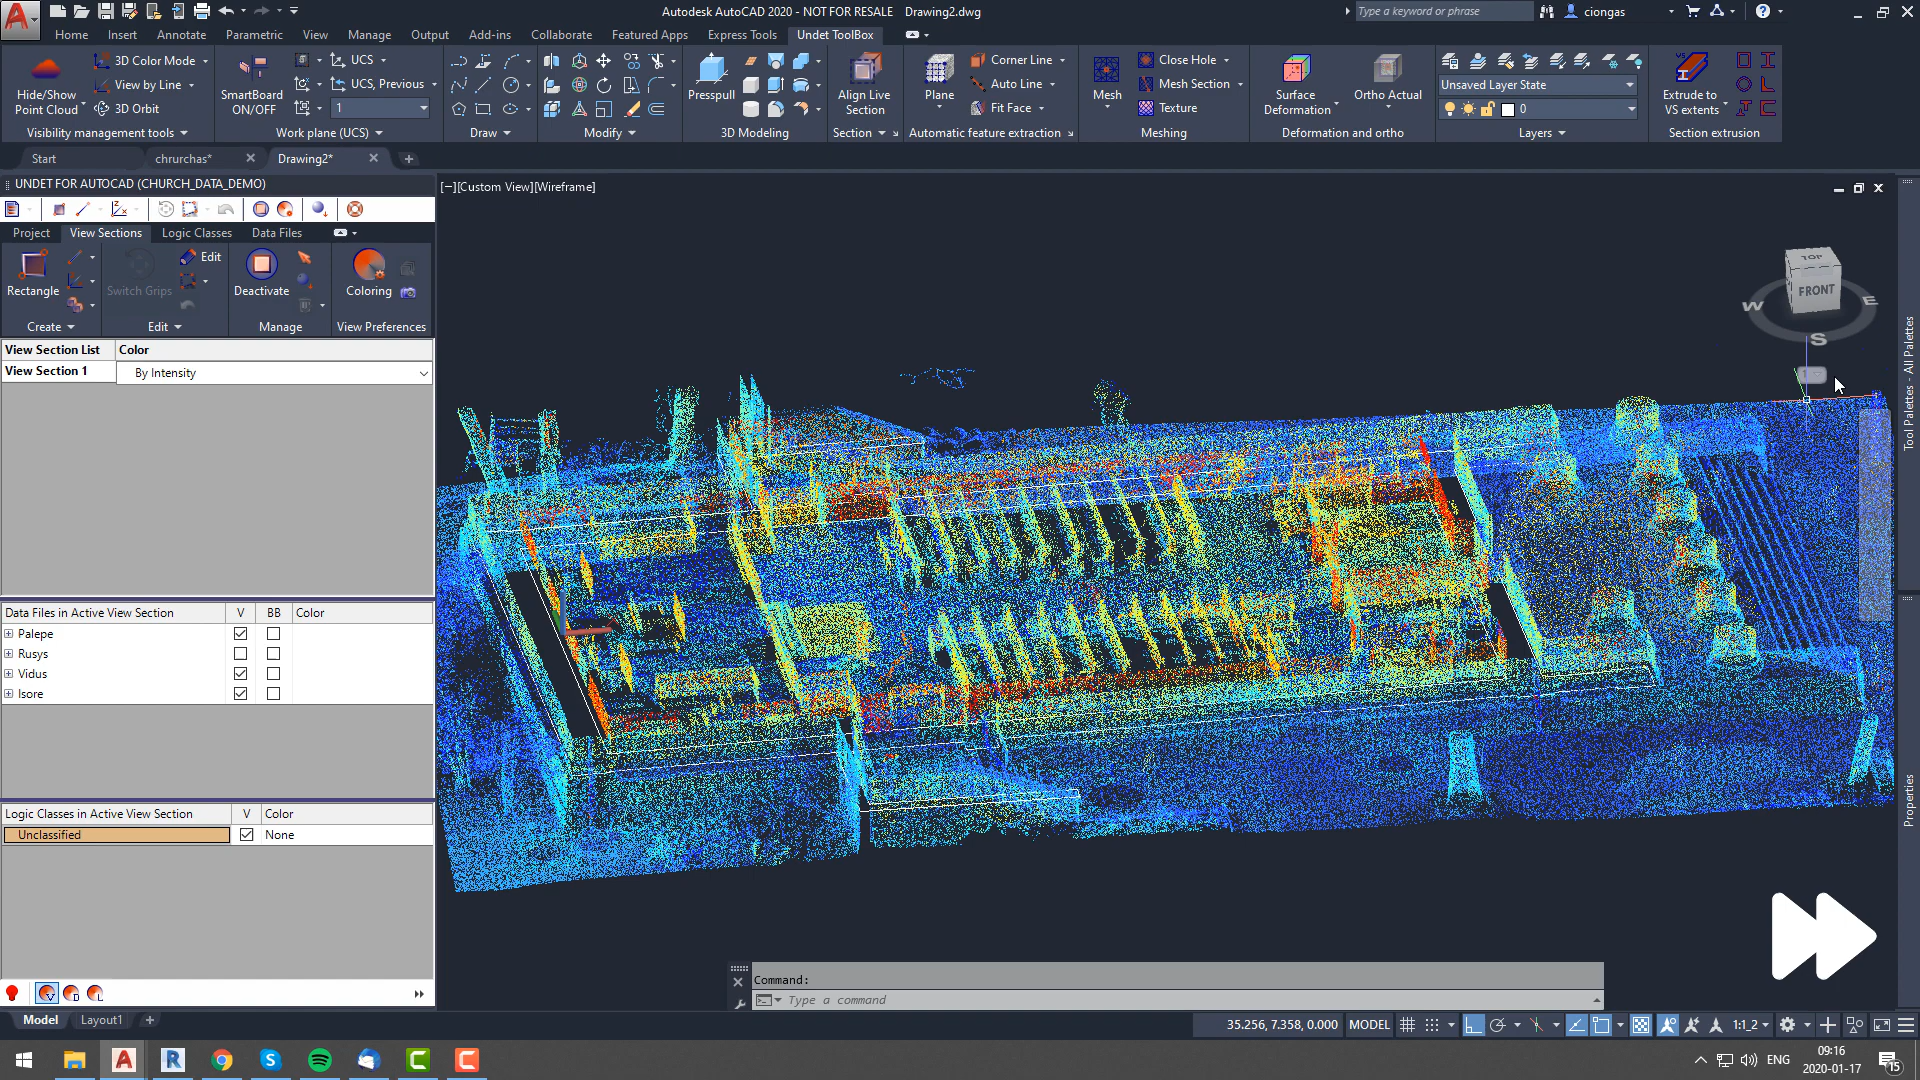 Autodesk AutoCAD 2020 - NOT FOR RESALE Drawing2.dwg
Type a keyword or phrase
ciongas
Home Insert Annotate Parametric View Manage Output Add-ins Collaborate Featured Apps Express Tools Undet ToolBox
Hide/Show Point Cloud
3D Color Mode
View by Line
3D Orbit
Visibility management tools
SmartBoard ON/OFF
UCS
UCS, Previous
1
Work plane (UCS)
Draw
Modify
Presspull
3D Modeling
Align Live Section
Section
Plane
Corner Line
Auto Line
Fit Face
Automatic feature extraction
Mesh
Close Hole
Mesh Section
Texture
Meshing
Surface Deformation
Ortho Actual
Deformation and ortho
Unsaved Layer State
0
Layers
Extrude to VS extents
Section extrusion
Start
chrurchas*
Drawing2*
UNDET FOR AUTOCAD (CHURCH_DATA_DEMO)
[−][Custom View][Wireframe]
Project View Sections Logic Classes Data Files
Rectangle
Create
Switch Grips
Edit
Edit
Deactivate
Manage
Coloring
View Preferences
View Section List Color
View Section 1 By Intensity
TOP
FRONT
W
E
S
Tool Palettes - All Palettes
Data Files in Active View Section V BB Color
Palepe
Rusys
Vidus
Isore
Properties
Logic Classes in Active View Section V Color
Unclassified None
Command:
Type a command
Model Layout1
35.256, 7.358, 0.000 MODEL
1:1_2
ENG
09:16
2020-01-17
15